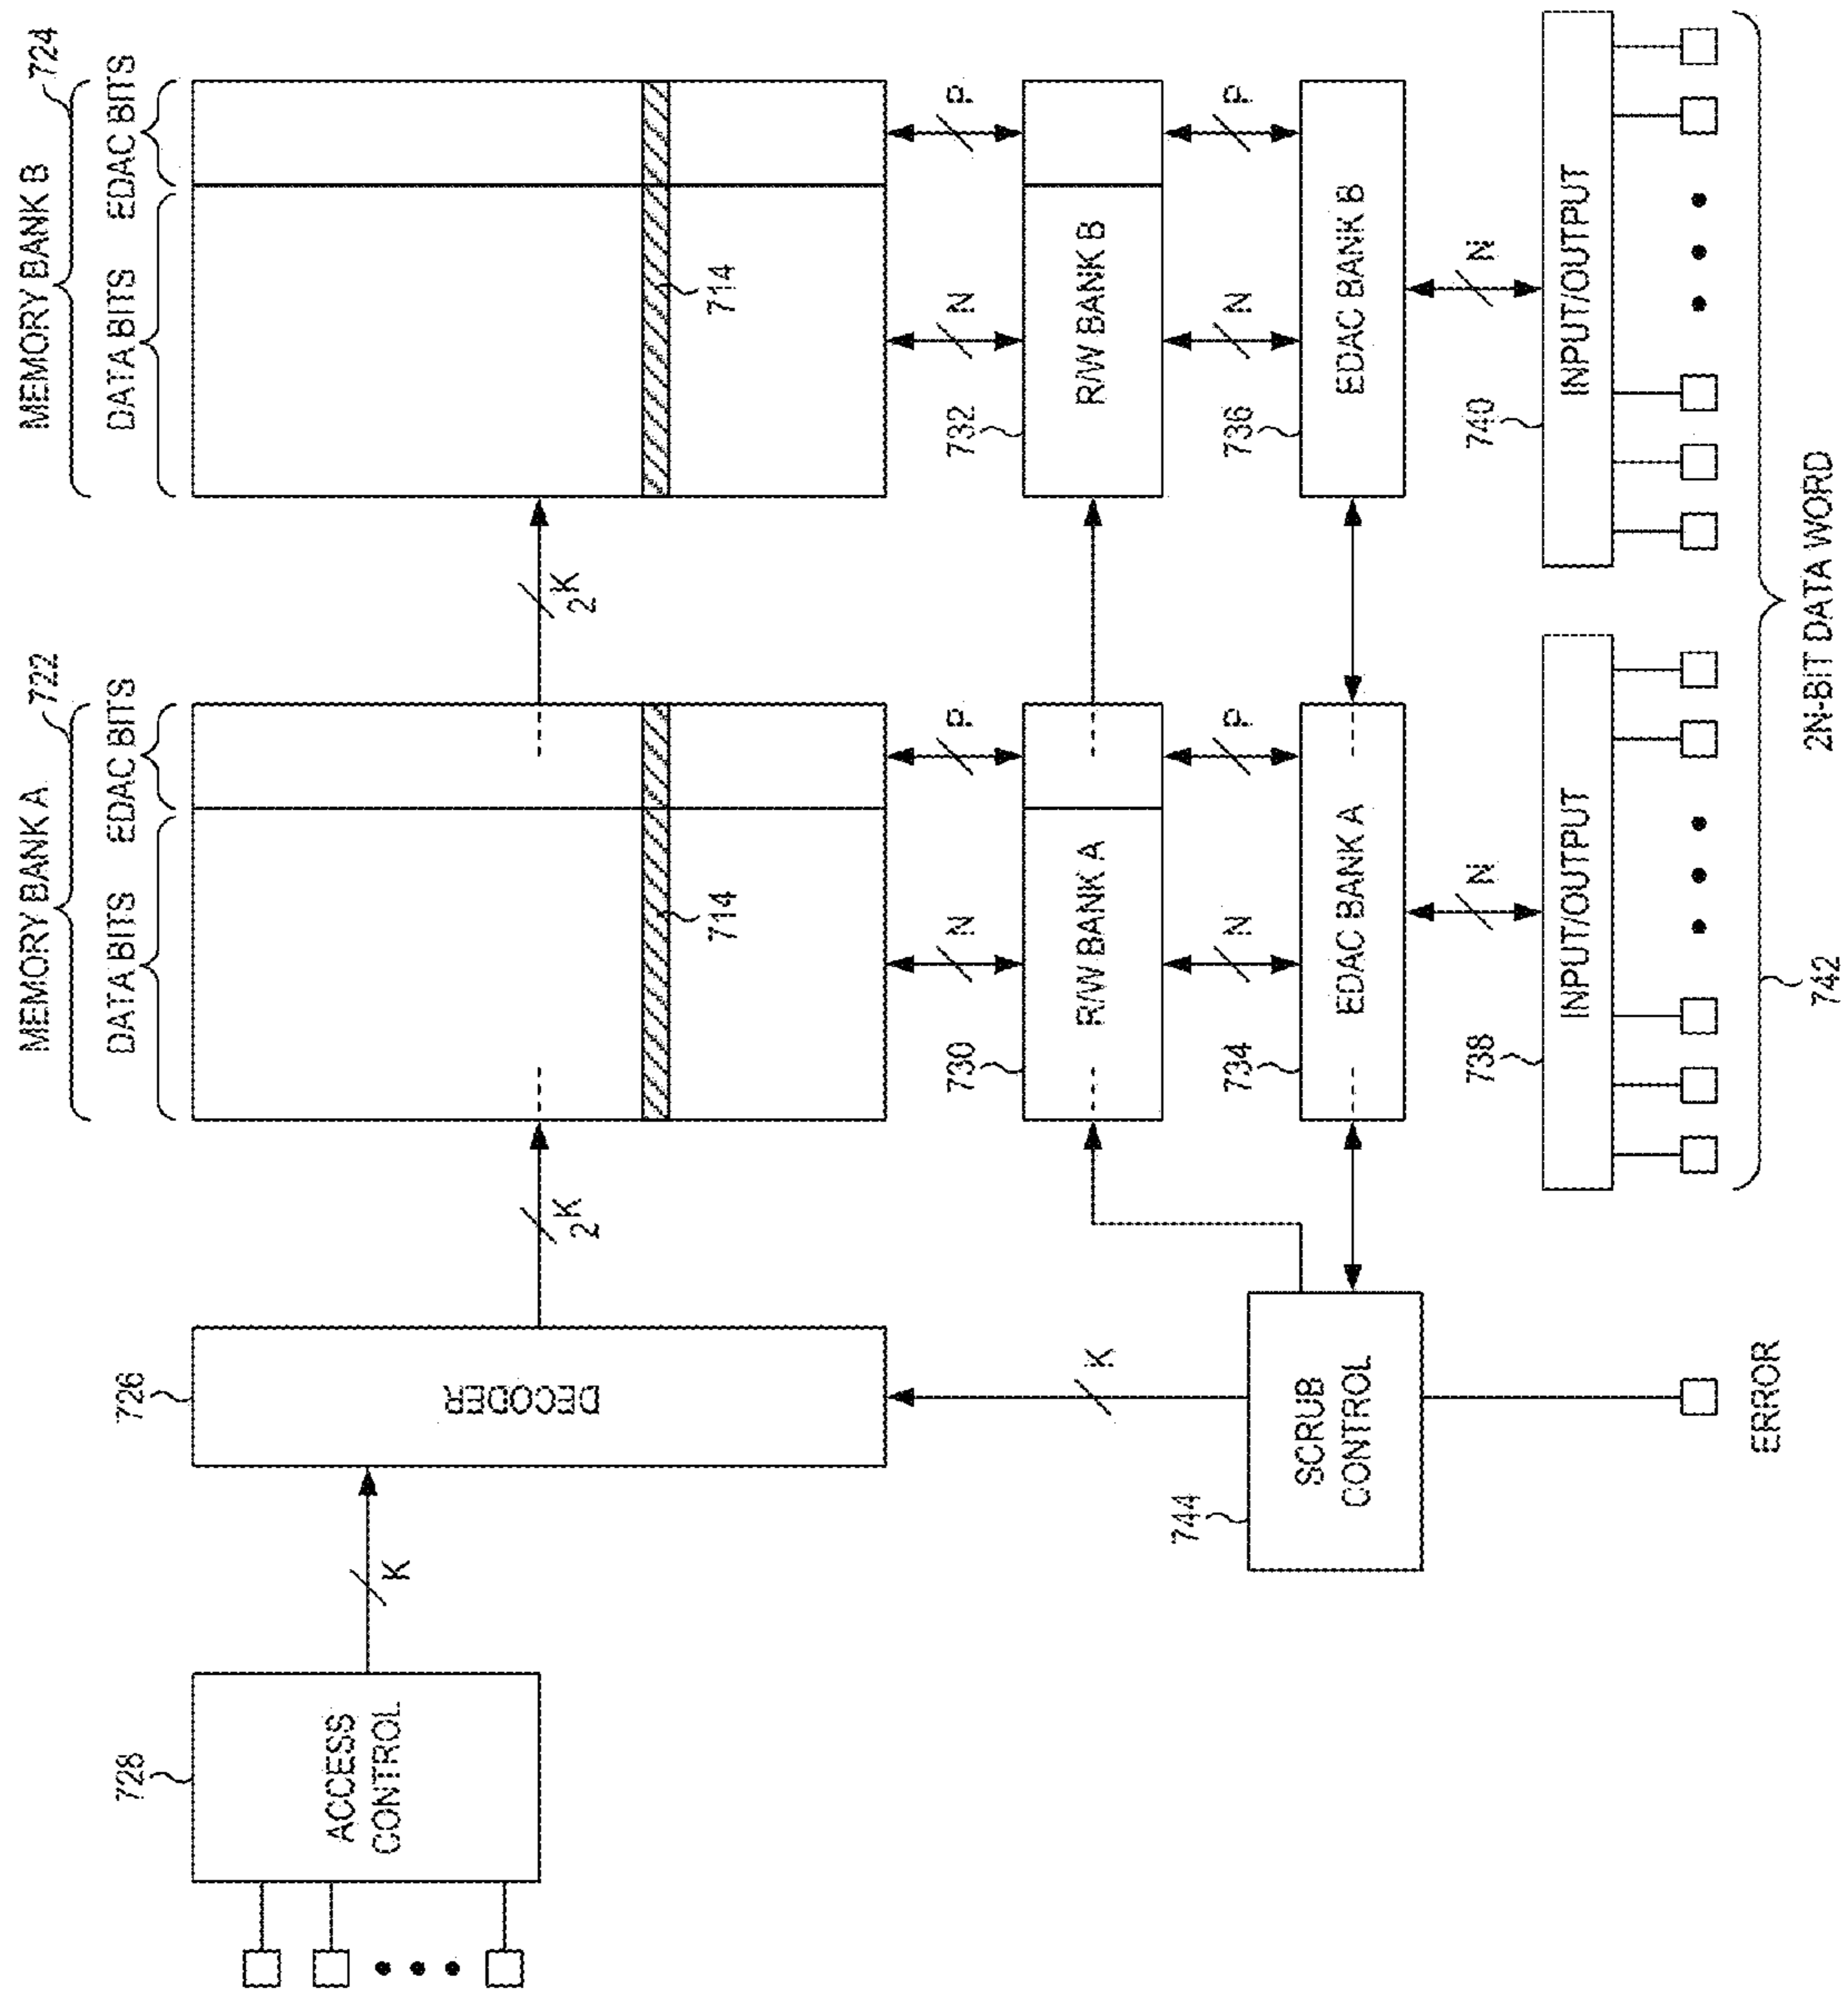 MEMORY BANK A
722
MEMORY BANK B
724
DATA BITS
EDAC BITS
DATA BITS
EDAC BITS
728
ACCESS
CONTROL
K
726
DECODER
2K
2K
714
714
N
P
N
P
730
R/W BANK A
732
R/W BANK B
N
P
N
P
744
SCRUB
CONTROL
K
734
EDAC BANK A
736
EDAC BANK B
N
N
738
INPUT/OUTPUT
740
INPUT/OUTPUT
ERROR
742
2N-BIT DATA WORD